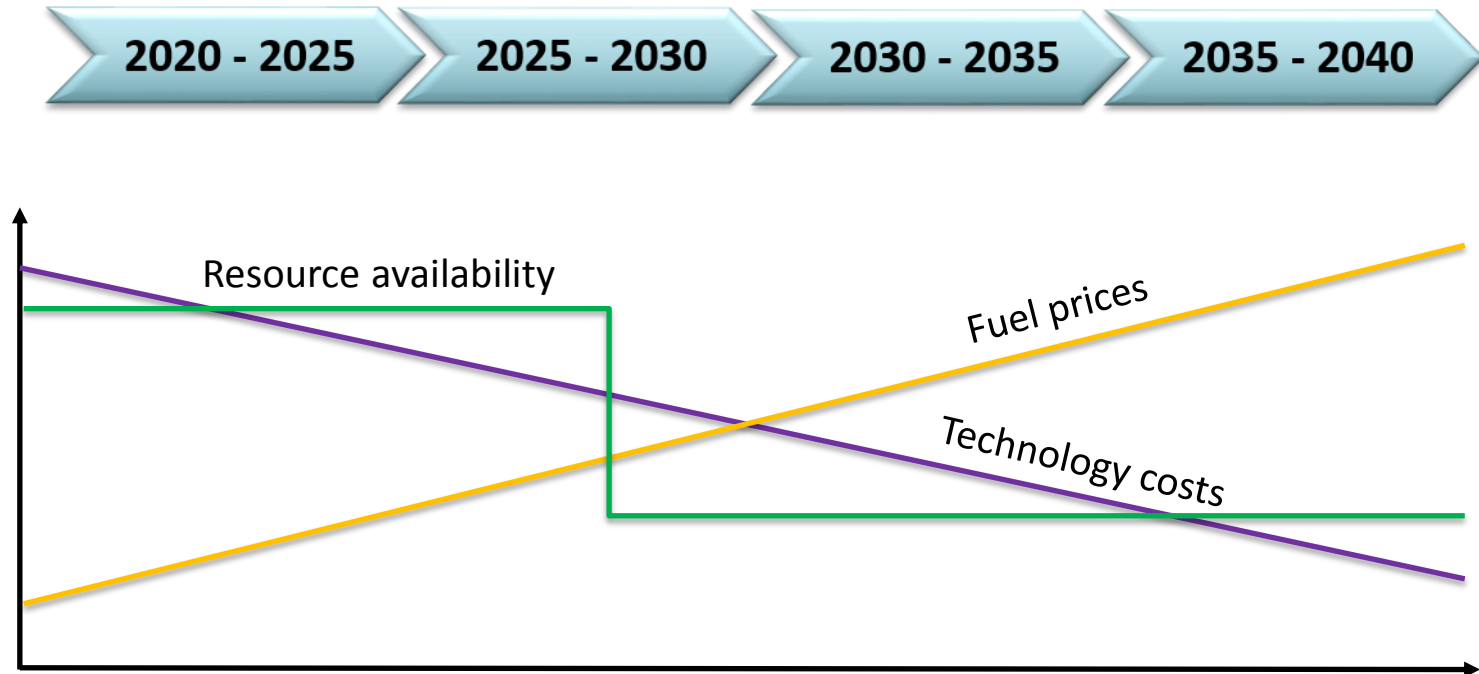 2020 - 2025
2025 - 2030
2030 - 2035
2035 - 2040
Resource availability
Fuel prices
Technology costs